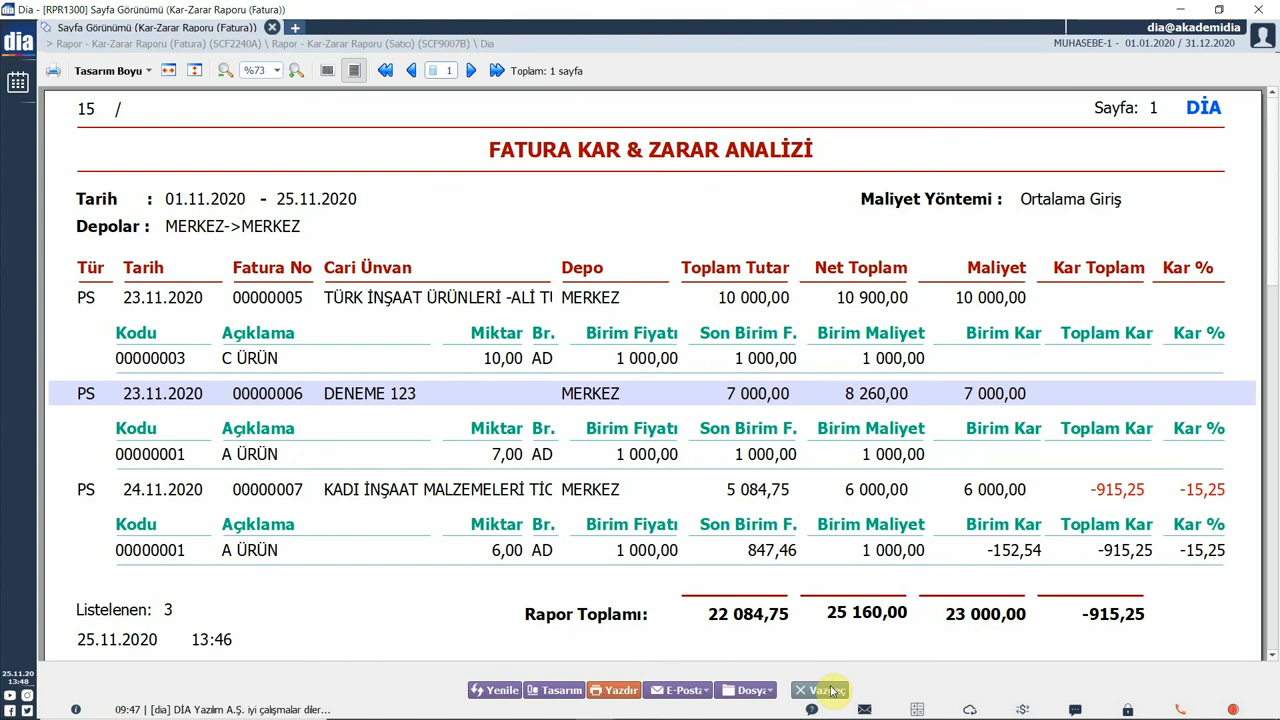 Dia - [RPR1300] Sayfa Görünümü (Kar-Zarar Raporu (Fatura))
Sayfa Görünümü (Kar-Zarar Raporu (Fatura))
dia@akademidia
> Rapor - Kar-Zarar Raporu (Fatura) (SCF2240A) \ Rapor - Kar-Zarar Raporu (Satıcı) (SCF9007B) \ Dia
MUHASEBE-1 - 01.01.2020 / 31.12.2020
dia
Tasarım Boyu %73 1 Toplam: 1 sayfa
15 / Sayfa: 1 DİA
FATURA KAR & ZARAR ANALİZİ
Tarih : 01.11.2020 - 25.11.2020 Maliyet Yöntemi : Ortalama Giriş
Depolar : MERKEZ->MERKEZ
Tür Tarih Fatura No Cari Ünvan Depo Toplam Tutar Net Toplam Maliyet Kar Toplam Kar %
PS 23.11.2020 00000005 TÜRK İNŞAAT ÜRÜNLERİ -ALİ MERKEZ 10 000,00 10 900,00 10 000,00
Kodu Açıklama Miktar Br. Birim Fiyatı Son Birim F. Birim Maliyet Birim Kar Toplam Kar Kar %
00000003 C ÜRÜN 10,00 AD 1 000,00 1 000,00 1 000,00
PS 23.11.2020 00000006 DENEME 123 MERKEZ 7 000,00 8 260,00 7 000,00
Kodu Açıklama Miktar Br. Birim Fiyatı Son Birim F. Birim Maliyet Birim Kar Toplam Kar Kar %
00000001 A ÜRÜN 7,00 AD 1 000,00 1 000,00 1 000,00
PS 24.11.2020 00000007 KADI İNŞAAT MALZEMELERİ TİC MERKEZ 5 084,75 6 000,00 6 000,00 -915,25 -15,25
Kodu Açıklama Miktar Br. Birim Fiyatı Son Birim F. Birim Maliyet Birim Kar Toplam Kar Kar %
00000001 A ÜRÜN 6,00 AD 1 000,00 847,46 1 000,00 -152,54 -915,25 -15,25
Listelenen: 3 Rapor Toplamı: 22 084,75 25 160,00 23 000,00 -915,25
25.11.2020 13:46
25.11.20
13:48
Yenile Tasarım Yazdır E-Posta Dosya
09:47 | [dia] DİA Yazılım A.Ş. iyi çalışmalar diler...